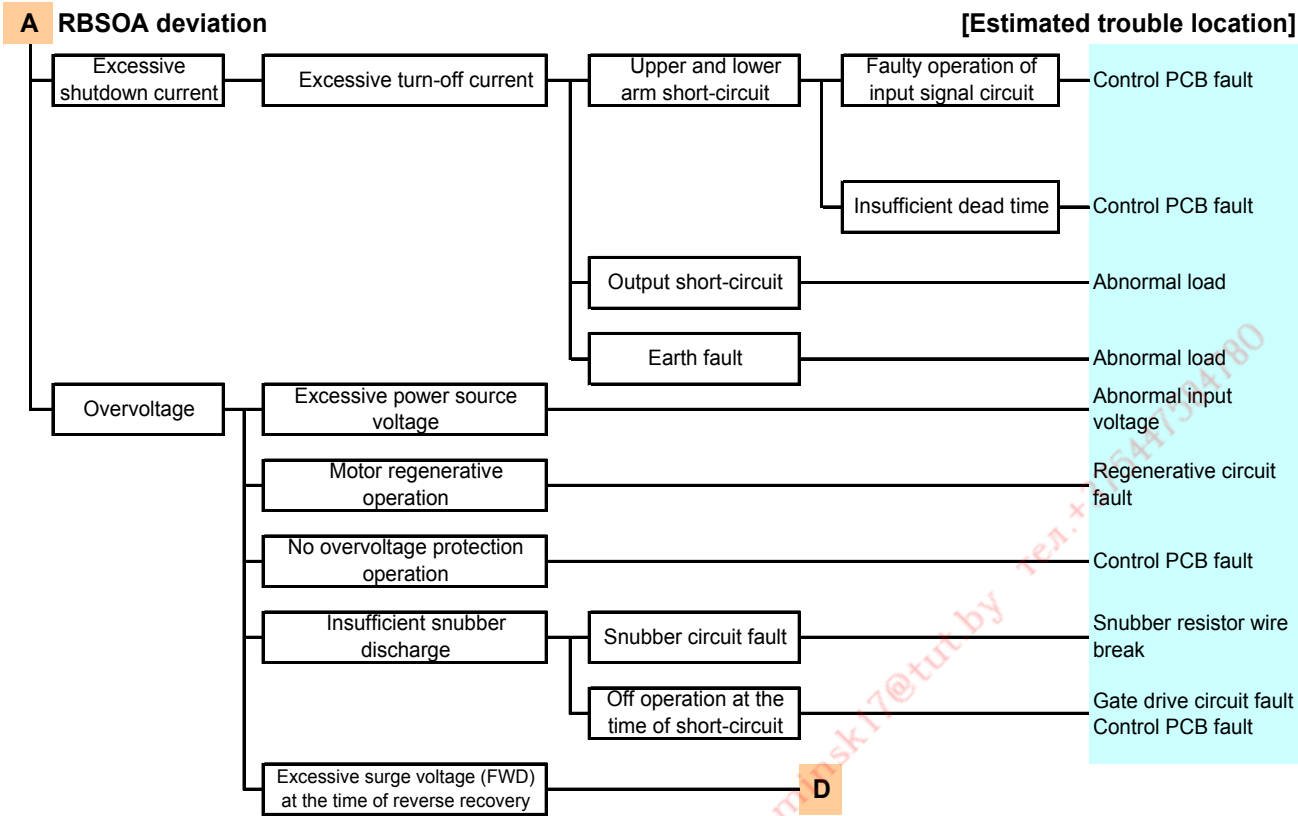 A RBSOA deviation
[Estimated trouble location]
Excessive
shutdown current
Excessive turn-off current
Upper and lower
arm short-circuit
Faulty operation of
input signal circuit
Control PCB fault
Insufficient dead time
Control PCB fault
Output short-circuit
Abnormal load
Earth fault
Abnormal load
Overvoltage
Excessive power source
voltage
Abnormal input
voltage
Motor regenerative
operation
Regenerative circuit
fault
No overvoltage protection
operation
Control PCB fault
Insufficient snubber
discharge
Snubber circuit fault
Snubber resistor wire
break
Off operation at the
time of short-circuit
Gate drive circuit fault
Control PCB fault
Excessive surge voltage (FWD)
at the time of reverse recovery
D
minsk17@tut.by тел.